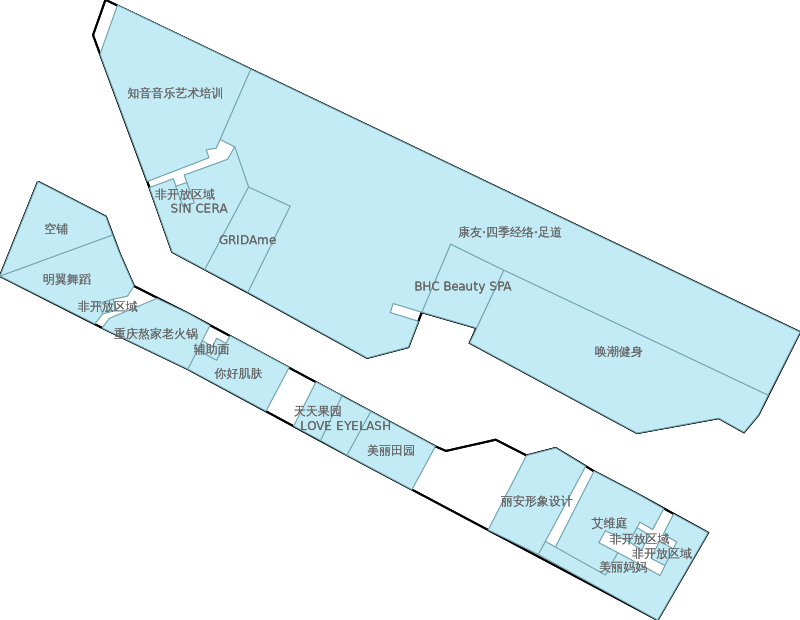 知音音乐艺术培训
非开放区域
SIN CERA
空铺
康友·四季经络·足道
GRIDAme
明翼舞蹈
BHC Beauty SPA
非开放区域
重庆熬家老火锅
辅助面
唤潮健身
你好肌肤
天天果园
LOVE EYELASH
美丽田园
丽安形象设计
艾维庭
非开放区域
非开放区域
美丽妈妈